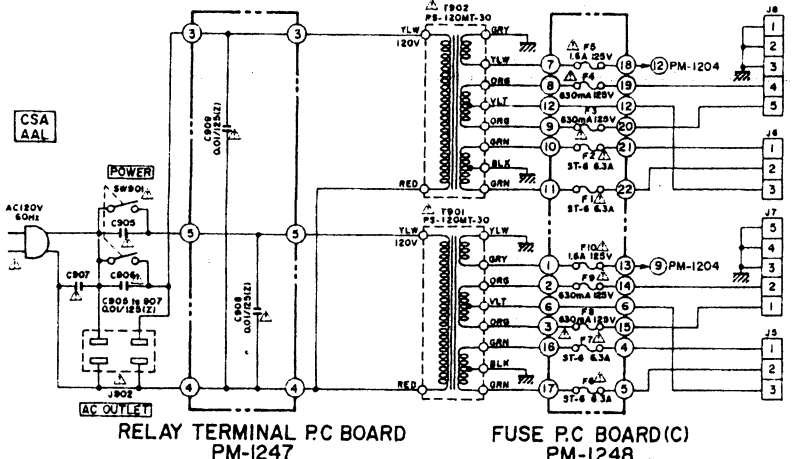 T902
PS-120MT-30
J8
3
3
YLW
120V
GRY
F5
1.6A 125V
1
2
3
YLW
7
18
12
PM-1204
F4
ORG
8
630mA 125V
19
4
VLT
12
12
5
F3
ORG
9
630mA 125V
20
C909
0.01/125(Z)
CSA
AAL
GRN
10
21
J6
F2
ST-6 6.3A
1
BLK
2
POWER
RED
GRN
11
22
3
SW901
F1
ST-6 6.3A
T901
PS-120MT-30
J7
AC120V
60Hz
C905
5
5
YLW
120V
YLW
F10
1.6A 125V
5
4
GRY
1
13
9
PM-1204
3
F9
C907
C906
ORG
2
630mA 125V
14
2
C905 to 907
0.01/125(Z)
VLT
6
6
1
C908
0.01/125(Z)
F8
630mA 125V
ORG
3
15
F7
GRN
16
ST-6 6.3A
4
J5
1
BLK
2
F6
J902
4
4
RED
GRN
17
ST-6 6.3A
5
3
AC OUTLET
RELAY TERMINAL P.C BOARD
PM-1247
FUSE P.C BOARD(C)
PM-1248